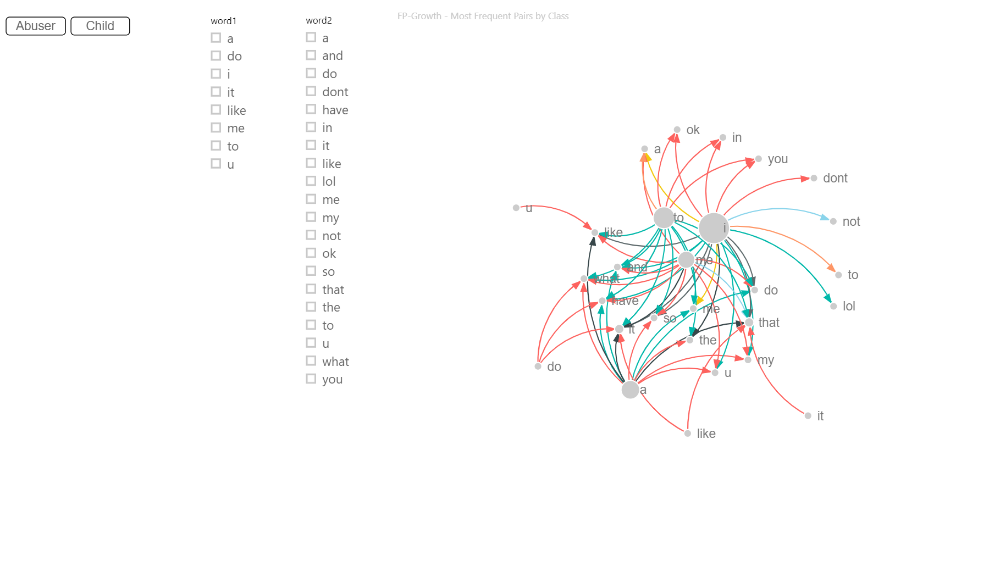 Abuser
Child
word1
a
do
i
it
like
me
to
u
word2
a
and
do
dont
have
in
it
like
lol
me
my
not
ok
so
that
the
to
u
what
you
FP-Growth - Most Frequent Pairs by Class
ok
in
a
you
dont
u
to
i
not
like
me
and
what
to
do
have
lol
me
so
that
it
the
my
do
u
a
it
like